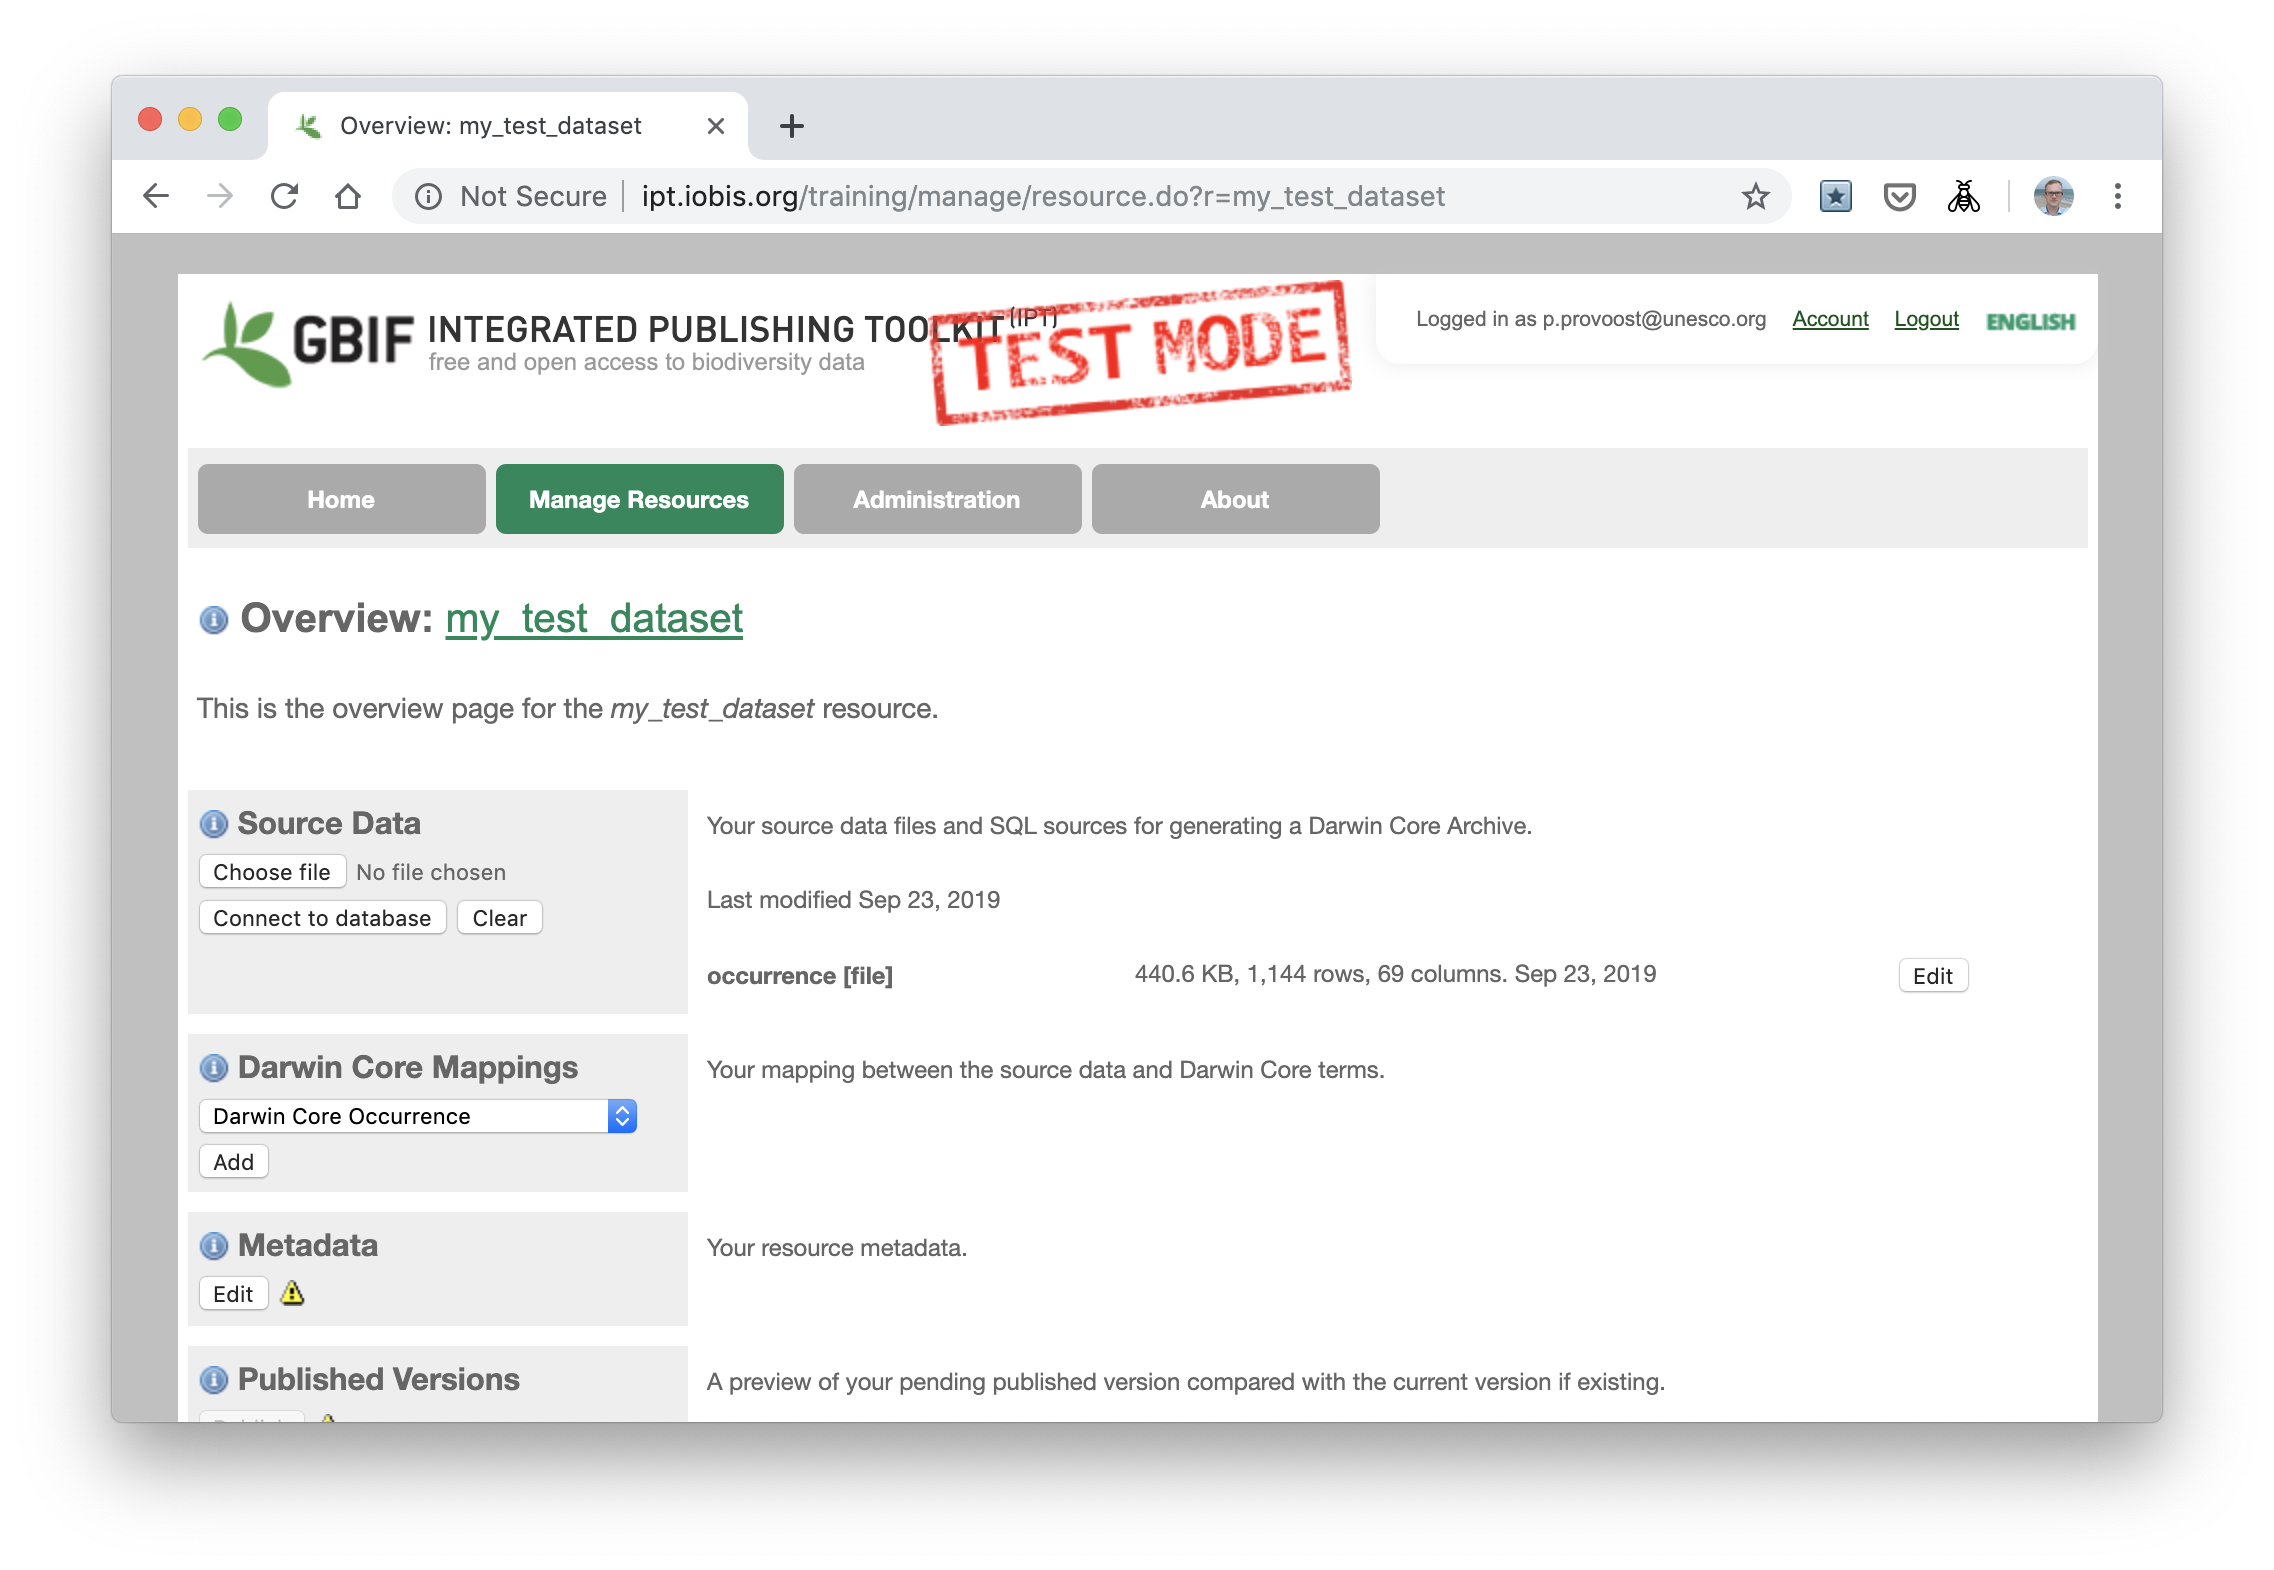 Overview: my_test_dataset
Not Secure ipt.iobis.org/training/manage/resource.do?r=my_test_dataset
GBIF INTEGRATED PUBLISHING TOOLKIT (IPT)
free and open access to biodiversity data
TEST MODE
Logged in as p.provoost@unesco.org Account Logout ENGLISH
Home Manage Resources Administration About
Overview: my_test_dataset
This is the overview page for the my_test_dataset resource.
Source Data
Choose file No file chosen
Connect to database Clear
Your source data files and SQL sources for generating a Darwin Core Archive.
Last modified Sep 23, 2019
occurrence [file] 440.6 KB, 1,144 rows, 69 columns. Sep 23, 2019 Edit
Darwin Core Mappings
Darwin Core Occurrence
Add
Your mapping between the source data and Darwin Core terms.
Metadata
Edit
Your resource metadata.
Published Versions
A preview of your pending published version compared with the current version if existing.